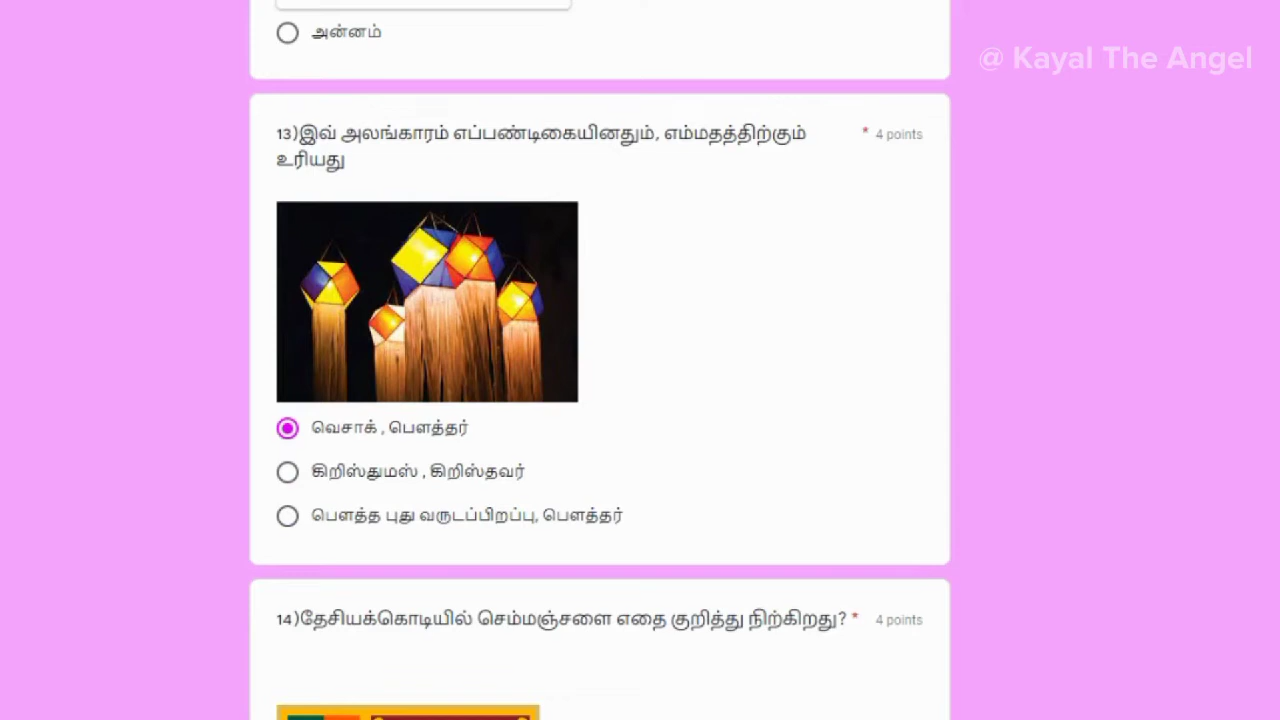 அன்னம்
@ Kayal The Angel
13)இவ் அலங்காரம் எப்பண்டிகையினதும், எம்மதத்திற்கும் * 4 points
உரியது
வெசாக் , பௌத்தர்
கிறிஸ்துமஸ் , கிறிஸ்தவர்
பௌத்த புது வருடப்பிறப்பு, பௌத்தர்
14)தேசியக்கொடியில் செம்மஞ்சளை எதை குறித்து நிற்கிறது? * 4 points